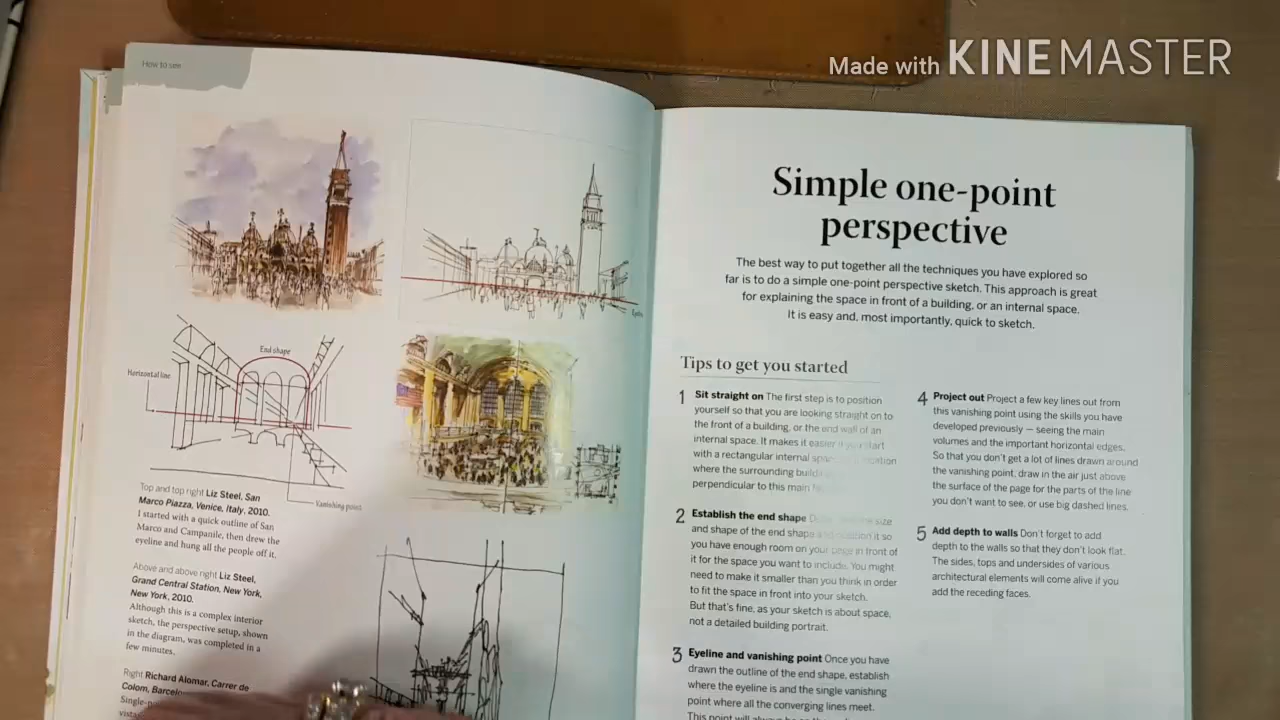 Made with KINEMASTER
How to see
Eyeline
End shape
Horizontal line
Vanishing point
Top and top right Liz Steel, San
Marco Piazza, Venice, Italy, 2010.
I started with a quick outline of San
Marco and Campanile, then drew the
eyeline and hung all the people off it.
Above and above right Liz Steel,
Grand Central Station, New York,
New York, 2010.
Although this is a complex interior
sketch, the perspective setup, shown
in the diagram, was completed in a
few minutes.
Right Richard Alomar, Carrer de
Colom,
Simple one-point
perspective
The best way to put together all the techniques you have explored so
far is to do a simple one-point perspective sketch. This approach is great
for explaining the space in front of a building, or an internal space.
It is easy and, most importantly, quick to sketch.
Tips to get you started
1 Sit straight on The first step is to position
yourself so that you are looking straight on to
the front of a building, or the end wall of an
internal space. It makes it easier if you start
with a rectangular internal
where the surrounding
perpendicular to this main
2 Establish the end shape size
and shape of the end shape and position it so
you have enough room on your page in front of
it for the space you want to include. You might
need to make it smaller than you think in order
to fit the space in front into your sketch.
But that's fine, as your sketch is about space,
not a detailed building portrait.
3 Eyeline and vanishing point Once you have
drawn the outline of the end shape, establish
where the eyeline is and the single vanishing
point where all the converging lines meet.
This point will always be
4 Project out Project a few key lines out from
this vanishing point using the skills you have
developed previously – seeing the main
volumes and the important horizontal edges.
So that you don't get a lot of lines drawn around
the vanishing point, draw in the air just above
the surface of the page for the parts of the line
you don't want to see, or use big dashed lines.
5 Add depth to walls Don't forget to add
depth to the walls so that they don't look flat.
The sides, tops and undersides of various
architectural elements will come alive if you
add the receding faces.